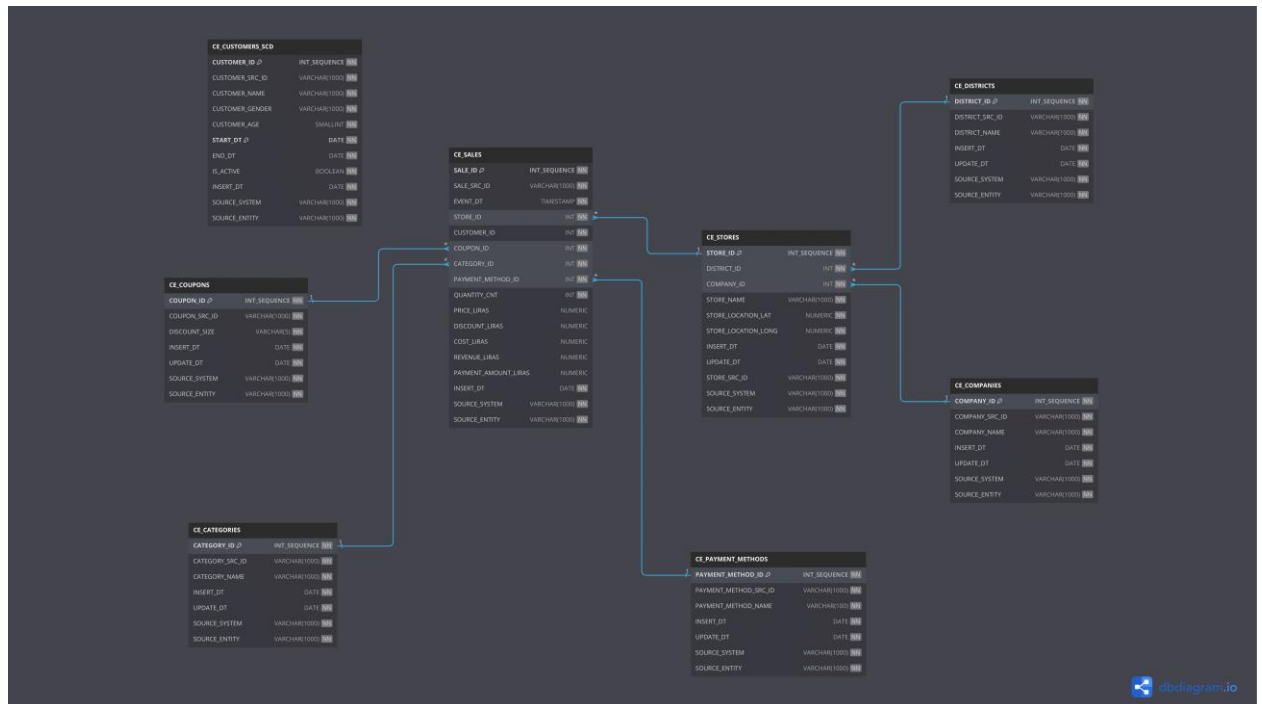 CE_CUSTOMERS_SCD
CUSTOMER_ID INT_SEQUENCE NN
CUSTOMER_SRC_ID VARCHAR(1000) NN
CUSTOMER_NAME VARCHAR(1000) NN
CUSTOMER_GENDER VARCHAR(1000) NN
CUSTOMER_AGE SMALLINT NN
START_DT DATE NN
END_DT DATE NN
IS_ACTIVE BOOLEAN NN
INSERT_DT DATE NN
SOURCE_SYSTEM VARCHAR(1000) NN
SOURCE_ENTITY VARCHAR(1000) NN
CE_COUPONS
COUPON_ID INT_SEQUENCE NN 1
COUPON_SRC_ID VARCHAR(1000) NN
DISCOUNT_SIZE VARCHAR(5) NN
INSERT_DT DATE NN
UPDATE_DT DATE NN
SOURCE_SYSTEM VARCHAR(1000) NN
SOURCE_ENTITY VARCHAR(1000) NN
CE_CATEGORIES
CATEGORY_ID INT_SEQUENCE NN 1
CATEGORY_SRC_ID VARCHAR(1000) NN
CATEGORY_NAME VARCHAR(1000) NN
INSERT_DT DATE NN
UPDATE_DT DATE NN
SOURCE_SYSTEM VARCHAR(1000) NN
SOURCE_ENTITY VARCHAR(1000) NN
CE_SALES
SALE_ID INT_SEQUENCE NN
SALE_SRC_ID VARCHAR(1000) NN
EVENT_DT TIMESTAMP NN
STORE_ID INT NN *
CUSTOMER_ID INT NN
* COUPON_ID INT NN
* CATEGORY_ID INT NN
PAYMENT_METHOD_ID INT NN *
QUANTITY_CNT INT NN
PRICE_LIRAS NUMERIC
DISCOUNT_LIRAS NUMERIC
COST_LIRAS NUMERIC
REVENUE_LIRAS NUMERIC
PAYMENT_AMOUNT_LIRAS NUMERIC
INSERT_DT DATE NN
SOURCE_SYSTEM VARCHAR(1000) NN
SOURCE_ENTITY VARCHAR(1000) NN
CE_STORES
1 STORE_ID INT_SEQUENCE NN
DISTRICT_ID INT NN *
COMPANY_ID INT NN *
STORE_NAME VARCHAR(1000) NN
STORE_LOCATION_LAT NUMERIC NN
STORE_LOCATION_LONG NUMERIC NN
INSERT_DT DATE NN
UPDATE_DT DATE NN
STORE_SRC_ID VARCHAR(1000) NN
SOURCE_SYSTEM VARCHAR(1000) NN
SOURCE_ENTITY VARCHAR(1000) NN
CE_PAYMENT_METHODS
1 PAYMENT_METHOD_ID INT_SEQUENCE NN
PAYMENT_METHOD_SRC_ID VARCHAR(1000) NN
PAYMENT_METHOD_NAME VARCHAR(100) NN
INSERT_DT DATE NN
UPDATE_DT DATE NN
SOURCE_SYSTEM VARCHAR(1000) NN
SOURCE_ENTITY VARCHAR(1000) NN
CE_DISTRICTS
1 DISTRICT_ID INT_SEQUENCE NN
DISTRICT_SRC_ID VARCHAR(1000) NN
DISTRICT_NAME VARCHAR(1000) NN
INSERT_DT DATE NN
UPDATE_DT DATE NN
SOURCE_SYSTEM VARCHAR(1000) NN
SOURCE_ENTITY VARCHAR(1000) NN
CE_COMPANIES
1 COMPANY_ID INT_SEQUENCE NN
COMPANY_SRC_ID VARCHAR(1000) NN
COMPANY_NAME VARCHAR(1000) NN
INSERT_DT DATE NN
UPDATE_DT DATE NN
SOURCE_SYSTEM VARCHAR(1000) NN
SOURCE_ENTITY VARCHAR(1000) NN
dbdiagram.io